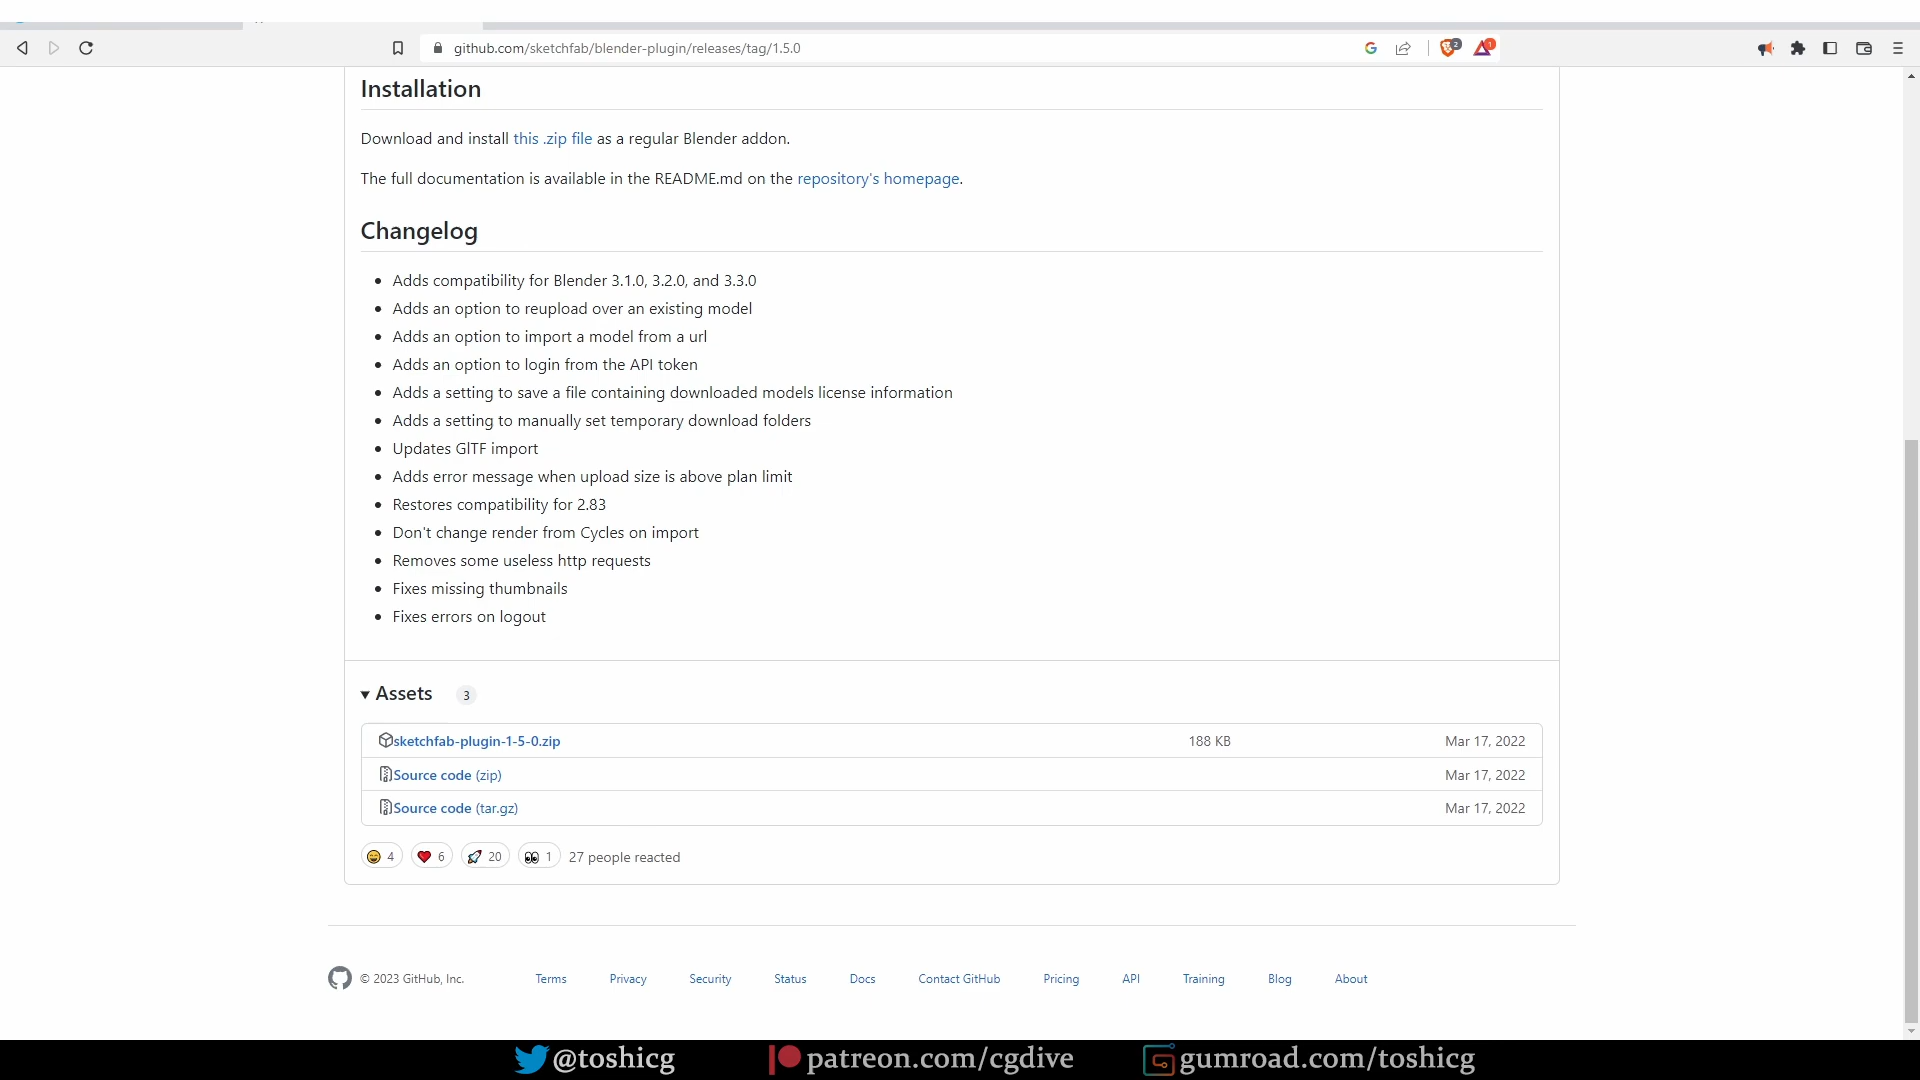 github.com/sketchfab/blender-plugin/releases/tag/1.5.0
2
1
Installation
Download and install this .zip file as a regular Blender addon.
The full documentation is available in the README.md on the repository's homepage.
Changelog
Adds compatibility for Blender 3.1.0, 3.2.0, and 3.3.0
Adds an option to reupload over an existing model
Adds an option to import a model from a url
Adds an option to login from the API token
Adds a setting to save a file containing downloaded models license information
Adds a setting to manually set temporary download folders
Updates GlTF import
Adds error message when upload size is above plan limit
Restores compatibility for 2.83
Don't change render from Cycles on import
Removes some useless http requests
Fixes missing thumbnails
Fixes errors on logout
Assets 3
sketchfab-plugin-1-5-0.zip 188 KB Mar 17, 2022
Source code (zip) Mar 17, 2022
Source code (tar.gz) Mar 17, 2022
4 6 20 1 27 people reacted
© 2023 GitHub, Inc. Terms Privacy Security Status Docs Contact GitHub Pricing API Training Blog About
@toshicg patreon.com/cgdive gumroad.com/toshicg